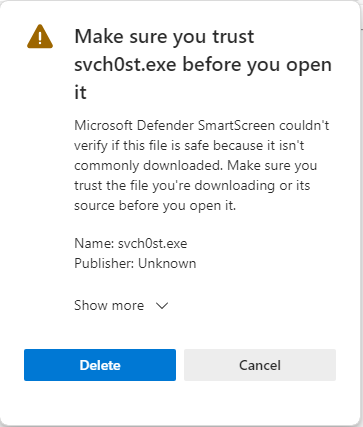 Make sure you trust
svch0st.exe before you open
it
Microsoft Defender SmartScreen couldn't
verify if this file is safe because it isn't
commonly downloaded. Make sure you
trust the file you're downloading or its
source before you open it.
Name: svch0st.exe
Publisher: Unknown
Show more
Delete
Cancel